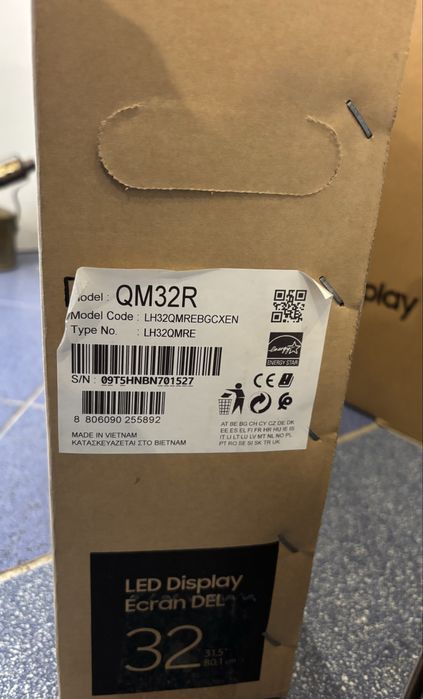 Model : QM32R
Model Code : LH32QMREBGCXEN
Type No. : LH32QMRE
S/N : 09T5HNBN701527
ENERGY STAR
CE
8 806090 255892
MADE IN VIETNAM
ΚΑΤΑΣΚΕΥΑΖΕΤΑΙ ΣΤΟ ΒΙΕΤΝΑΜ
AT BE BG CH CY CZ DE DK
EE ES EL FI FR HR HU IE IS
IT LI LT LU LV MT NL NO PL
PT RO SE SI SK TR UK
play
LED Display
Écran DEL
32
31.5"
80.1 cm